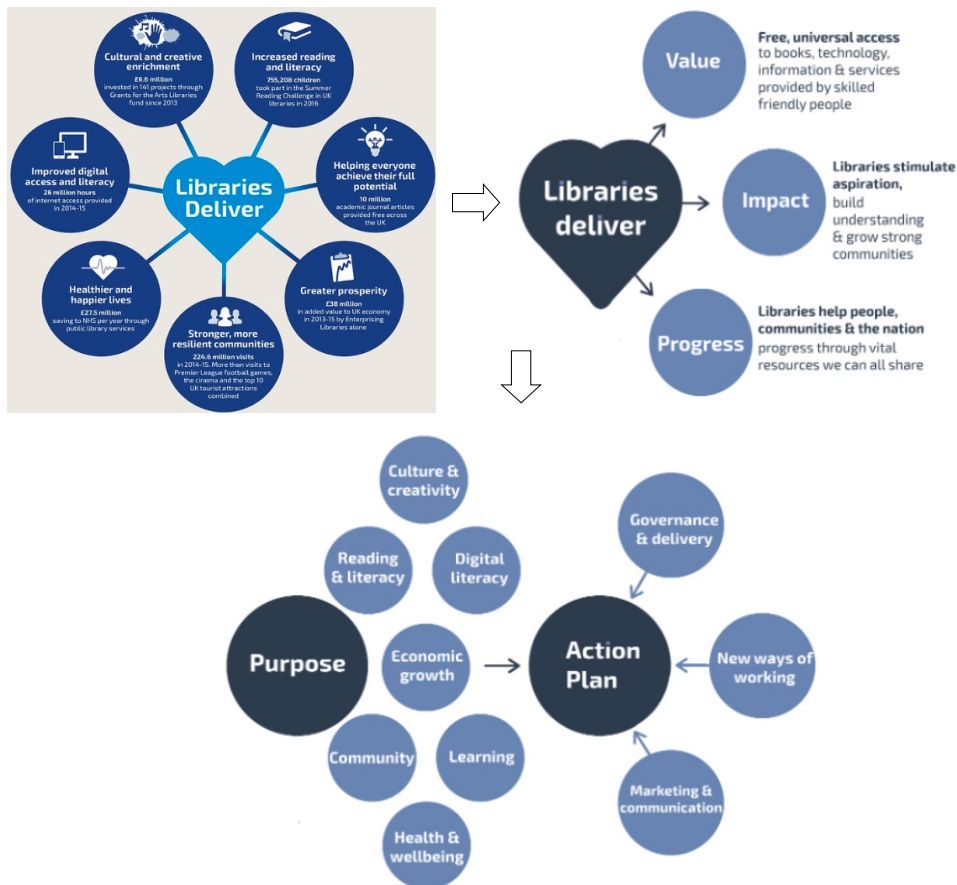 Cultural and creative
enrichment
£6.6 million
invested in 141 projects through
Grants for the Arts Libraries
fund since 2013
Increased reading
and literacy
755,208 children
took part in the Summer
Reading Challenge in UK
libraries in 2016
Improved digital
access and literacy
26 million hours
of internet access provided
in 2014-15
Libraries
Deliver
Helping everyone
achieve their full
potential
10 million
academic journal articles
provided free across
the UK
Healthier and
happier lives
£27.5 million
saving to NHS per year through
public library services
Greater prosperity
£38 million
in added value to UK economy
in 2013-15 by Enterprising
Libraries alone
Stronger, more
resilient communities
224.6 million visits
in 2014-15. More than visits to
Premier League football games,
the cinema and the top 10
UK tourist attractions
combined
Libraries
deliver
Value
Free, universal access
to books, technology,
information & services
provided by skilled
friendly people
Impact
Libraries stimulate
aspiration,
build
understanding
& grow strong
communities
Progress
Libraries help people,
communities & the nation
progress through vital
resources we can all share
Purpose
Culture &
creativity
Reading
& literacy
Digital
literacy
Economic
growth
Community
Learning
Health &
wellbeing
Action
Plan
Governance
& delivery
New ways of
working
Marketing &
communication